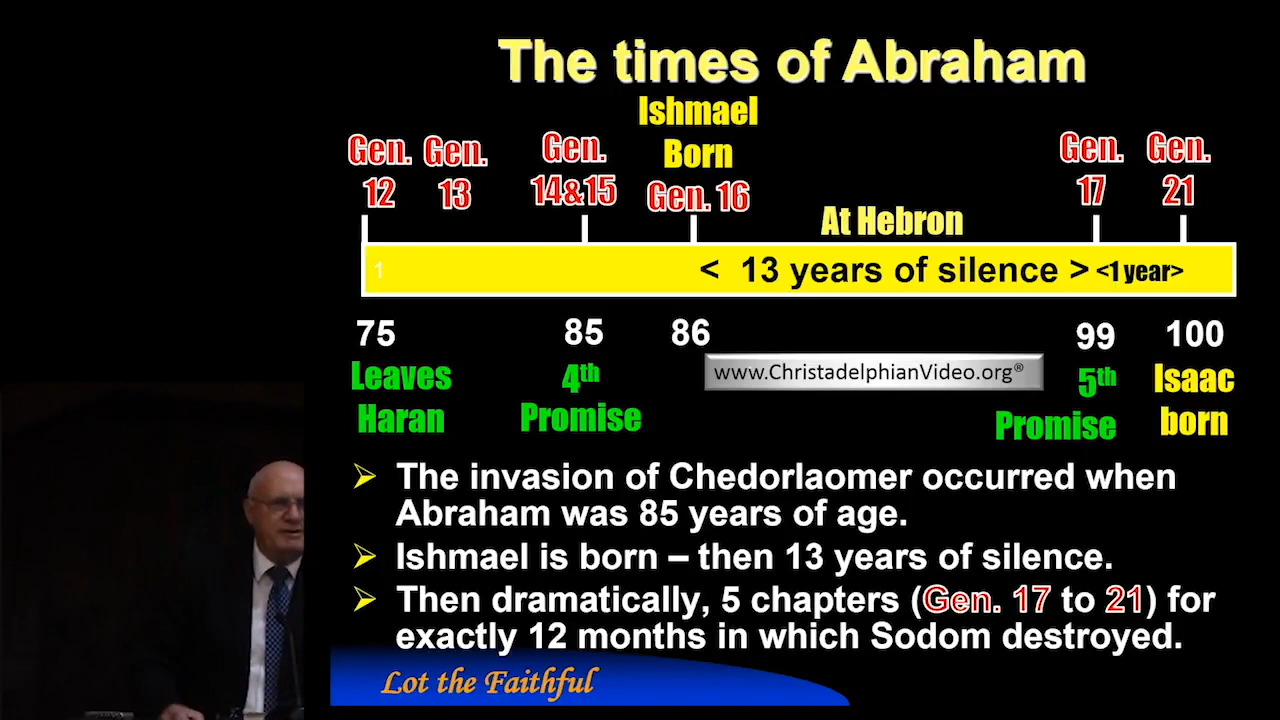 The times of Abraham
Ishmael
Born
Gen. 16
Gen.
12
Gen.
13
Gen.
14&15
Gen.
17
Gen.
21
At Hebron
1
< 13 years of silence > <1 year>
75
85
86
99
100
Leaves
Haran
4th
Promise
www.ChristadelphianVideo.org®
5th
Promise
Isaac
born
➢ The invasion of Chedorlaomer occurred when
Abraham was 85 years of age.
➢ Ishmael is born – then 13 years of silence.
➢ Then dramatically, 5 chapters (Gen. 17 to 21) for
exactly 12 months in which Sodom destroyed.
Lot the Faithful